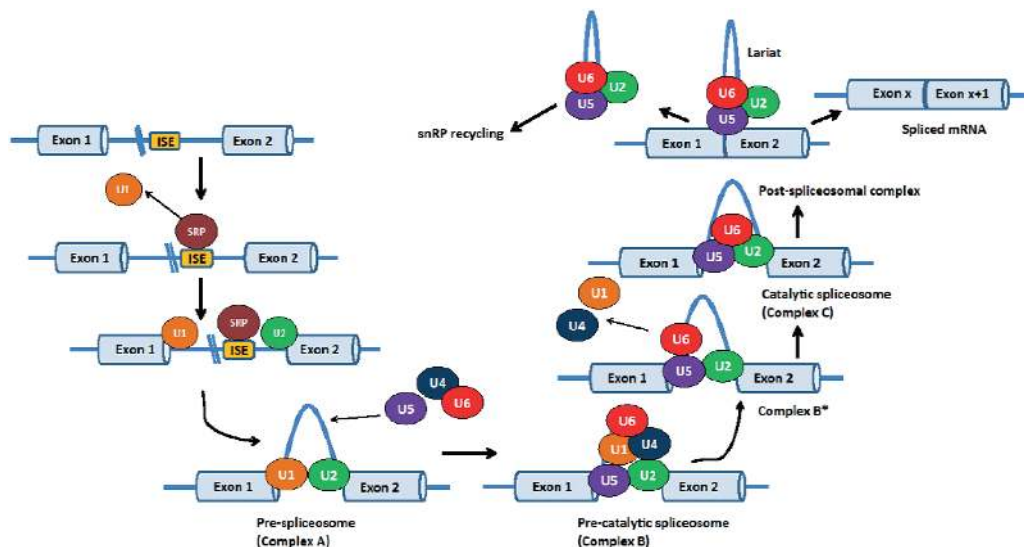 Exon 1
ISE
Exon 2
U1
SRP
Exon 1
ISE
Exon 2
U1
SRP
U2
Exon 1
ISE
Exon 2
U4
U5
U6
U1
U2
Exon 1
Exon 2
Pre-spliceosome
(Complex A)
U6
U1
U4
U5
U2
Exon 1
Exon 2
Pre-catalytic spliceosome
(Complex B)
U1
U4
U6
U5
U2
Exon 1
Exon 2
Complex B*
U6
U5
U2
Exon 1
Exon 2
Catalytic spliceosome
(Complex C)
Post-spliceosomal complex
Lariat
U6
U2
U5
Exon 1
Exon 2
U6
U2
U5
snRP recycling
Exon x
Exon x+1
Spliced mRNA